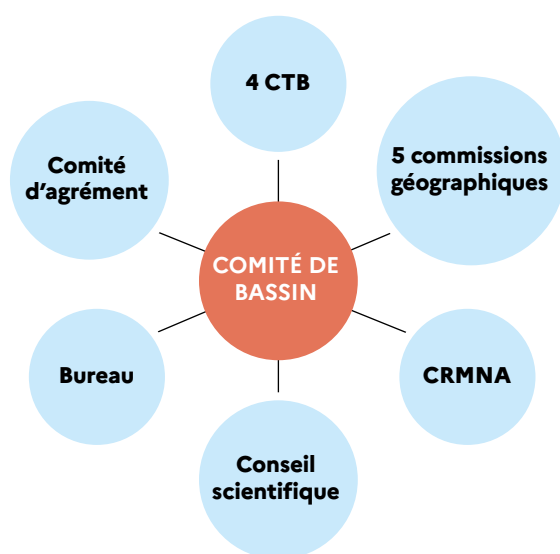 4 CTB
Comité
d'agrément
5 commissions
géographiques
COMITÉ DE
BASSIN
Bureau
CRMNA
Conseil
scientifique